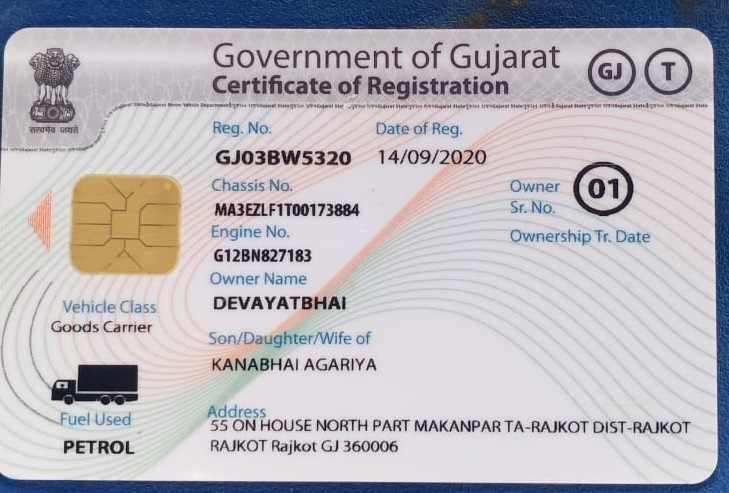 Government of Gujarat
Certificate of Registration
GJ
T
सत्यमेव जयते
Reg. No.
Date of Reg.
GJ03BW5320
14/09/2020
Chassis No.
MA3EZLF1T00173884
Owner
Sr. No.
01
Engine No.
G12BN827183
Ownership Tr. Date
Owner Name
DEVAYATBHAI
Vehicle Class
Goods Carrier
Son/Daughter/Wife of
KANABHAI AGARIYA
Fuel Used
PETROL
Address
55 ON HOUSE NORTH PART MAKANPAR TA-RAJKOT DIST-RAJKOT
RAJKOT Rajkot GJ 360006